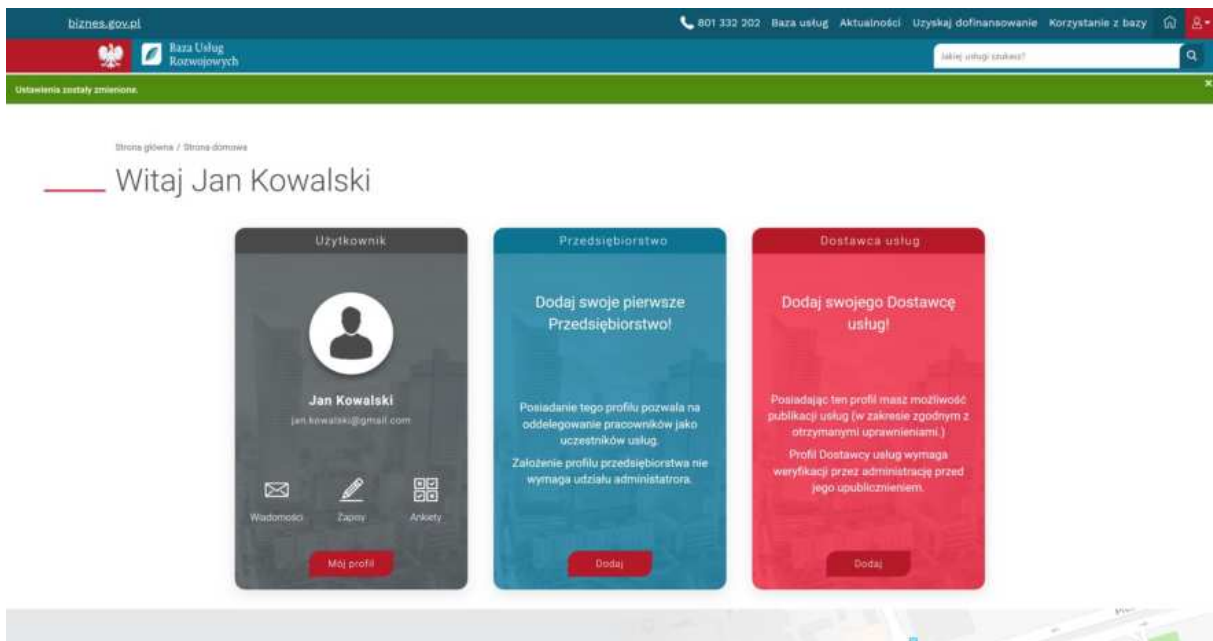 biznes.gov.pl
801 332 202 Baza usług Aktualności Uzyskaj dofinansowanie Korzystanie z bazy
Baza Usług
Rozwojowych
Jakiej usługi szukasz?
Ustawienia zostały zmienione.
Strona główna / Strona domowa
Witaj Jan Kowalski
Użytkownik
Jan Kowalski
jan.kowalski@gmail.com
Wiadomości Zapisy Ankiety
Mój profil
Przedsiębiorstwo
Dodaj swoje pierwsze
Przedsiębiorstwo!
Posiadanie tego profilu pozwala na
oddelegowanie pracowników jako
uczestników usług.
Założenie profilu przedsiębiorstwa nie
wymaga udziału administatrora.
Dodaj
Dostawca usług
Dodaj swojego Dostawcę
usług!
Posiadając ten profil masz możliwość
publikacji usług (w zakresie zgodnym z
otrzymanymi uprawnieniami.)
Profil Dostawcy usług wymaga
weryfikacji przez administrację przed
jego upublicznieniem.
Dodaj